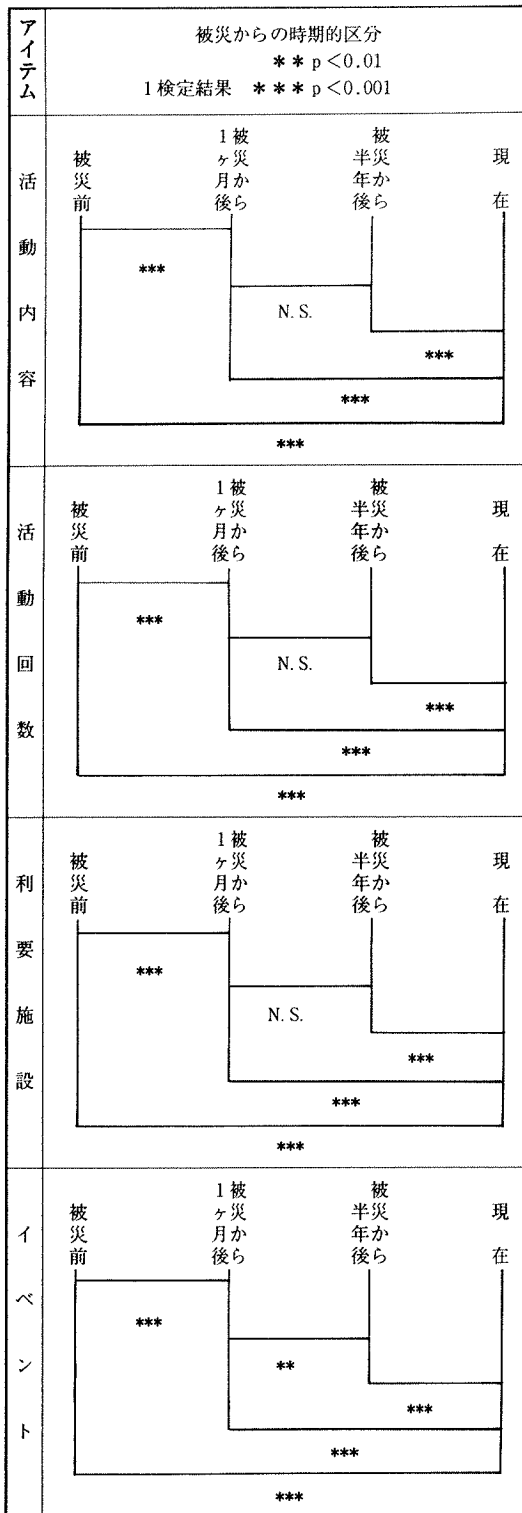 アイテム
被災からの時期的区分
＊＊ p＜0.01
1検定結果 ＊＊＊ p＜0.001
活動内容
被災前
被災から1ヶ月後
被災から半年後
現在
***
N. S.
***
***
***
活動回数
被災前
被災から1ヶ月後
被災から半年後
現在
***
N.S.
***
***
***
利要施設
被災前
被災から1ヶ月後
被災から半年後
現在
***
N. S.
***
***
***
イベント
被災前
被災から1ヶ月後
被災から半年後
現在
***
**
***
***
***